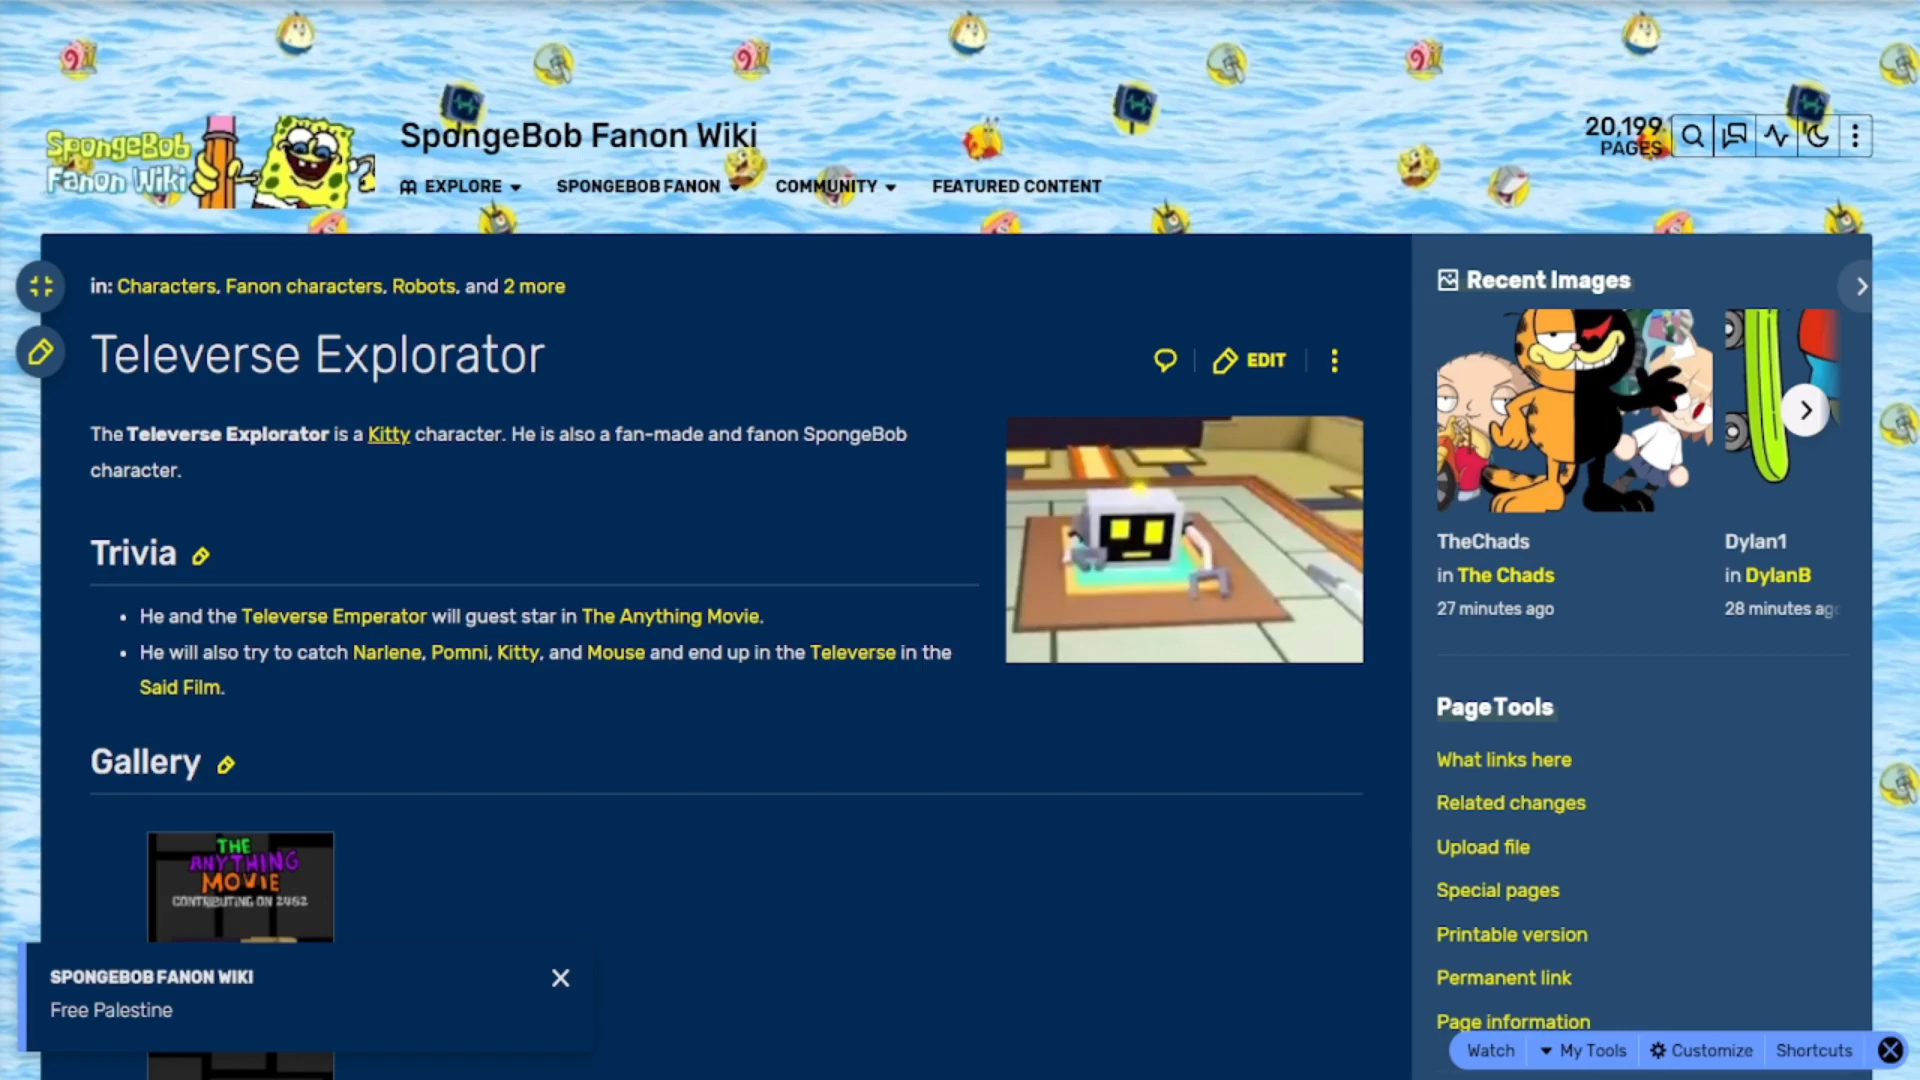 SpongeBob
Fanon Wiki
SpongeBob Fanon Wiki
EXPLORE
SPONGEBOB FANON
COMMUNITY
FEATURED CONTENT
20,199
PAGES
in: Characters, Fanon characters, Robots, and 2 more
Televerse Explorator
EDIT
The Televerse Explorator is a Kitty character. He is also a fan-made and fanon SpongeBob
character.
Trivia
• He and the Televerse Emperator will guest star in The Anything Movie.
• He will also try to catch Narlene, Pomni, Kitty, and Mouse and end up in the Televerse in the
Said Film.
Gallery
THE
ANYTHING
MOVIE
CONTRIBUTING ON 2462
SPONGEBOB FANON WIKI
Free Palestine
Recent Images
TheChads
in The Chads
27 minutes ago
Dylan1
in DylanB
28 minutes ago
Page Tools
What links here
Related changes
Upload file
Special pages
Printable version
Permanent link
Page information
Watch
My Tools
Customize
Shortcuts